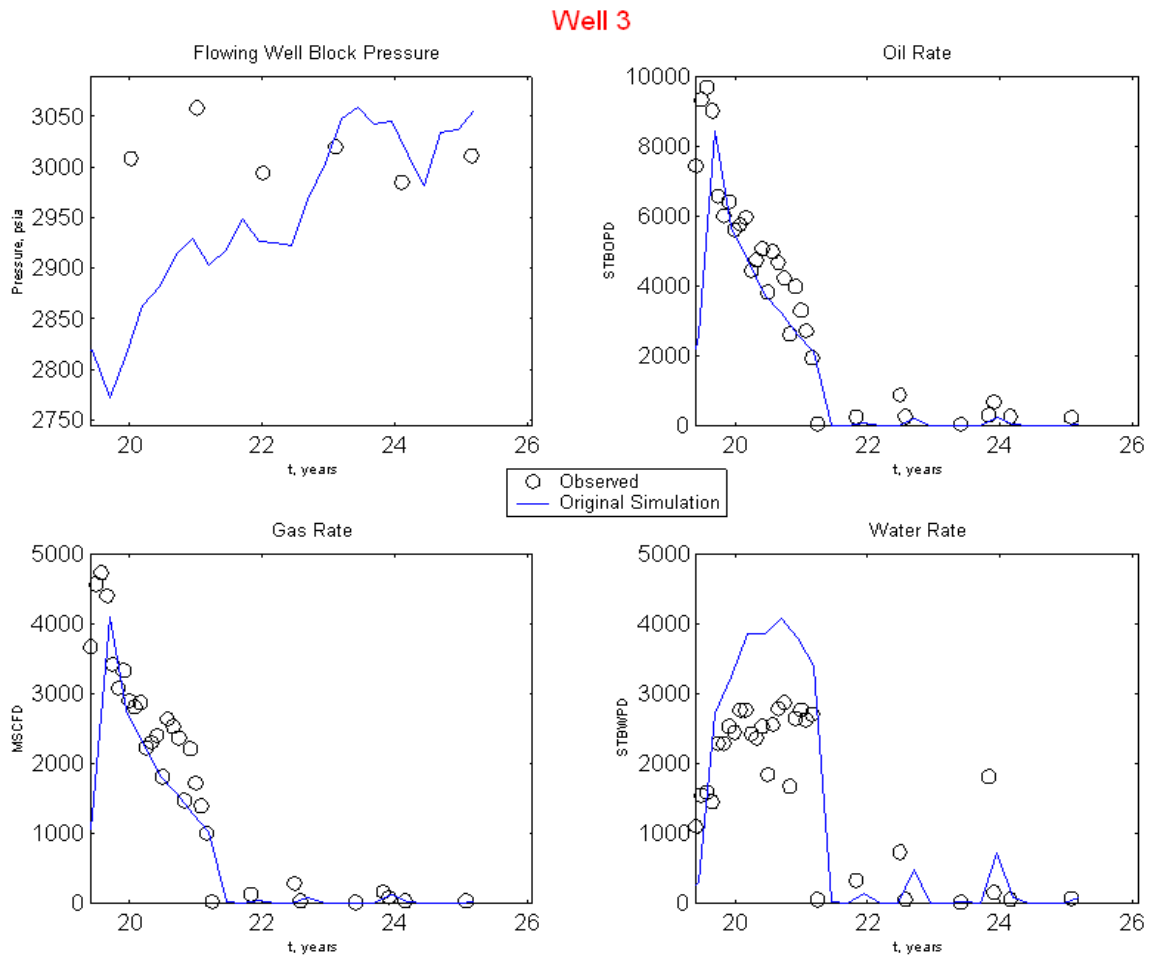 Well 3
Flowing Well Block Pressure
Pressure, psia
3050
3000
2950
2900
2850
2800
2750
20
22
24
26
t, years
Oil Rate
STBOPD
10000
8000
6000
4000
2000
0
20
22
24
26
t, years
Observed
Original Simulation
Gas Rate
MSCFD
5000
4000
3000
2000
1000
0
20
22
24
26
t, years
Water Rate
STBWPD
5000
4000
3000
2000
1000
0
20
22
24
26
t, years